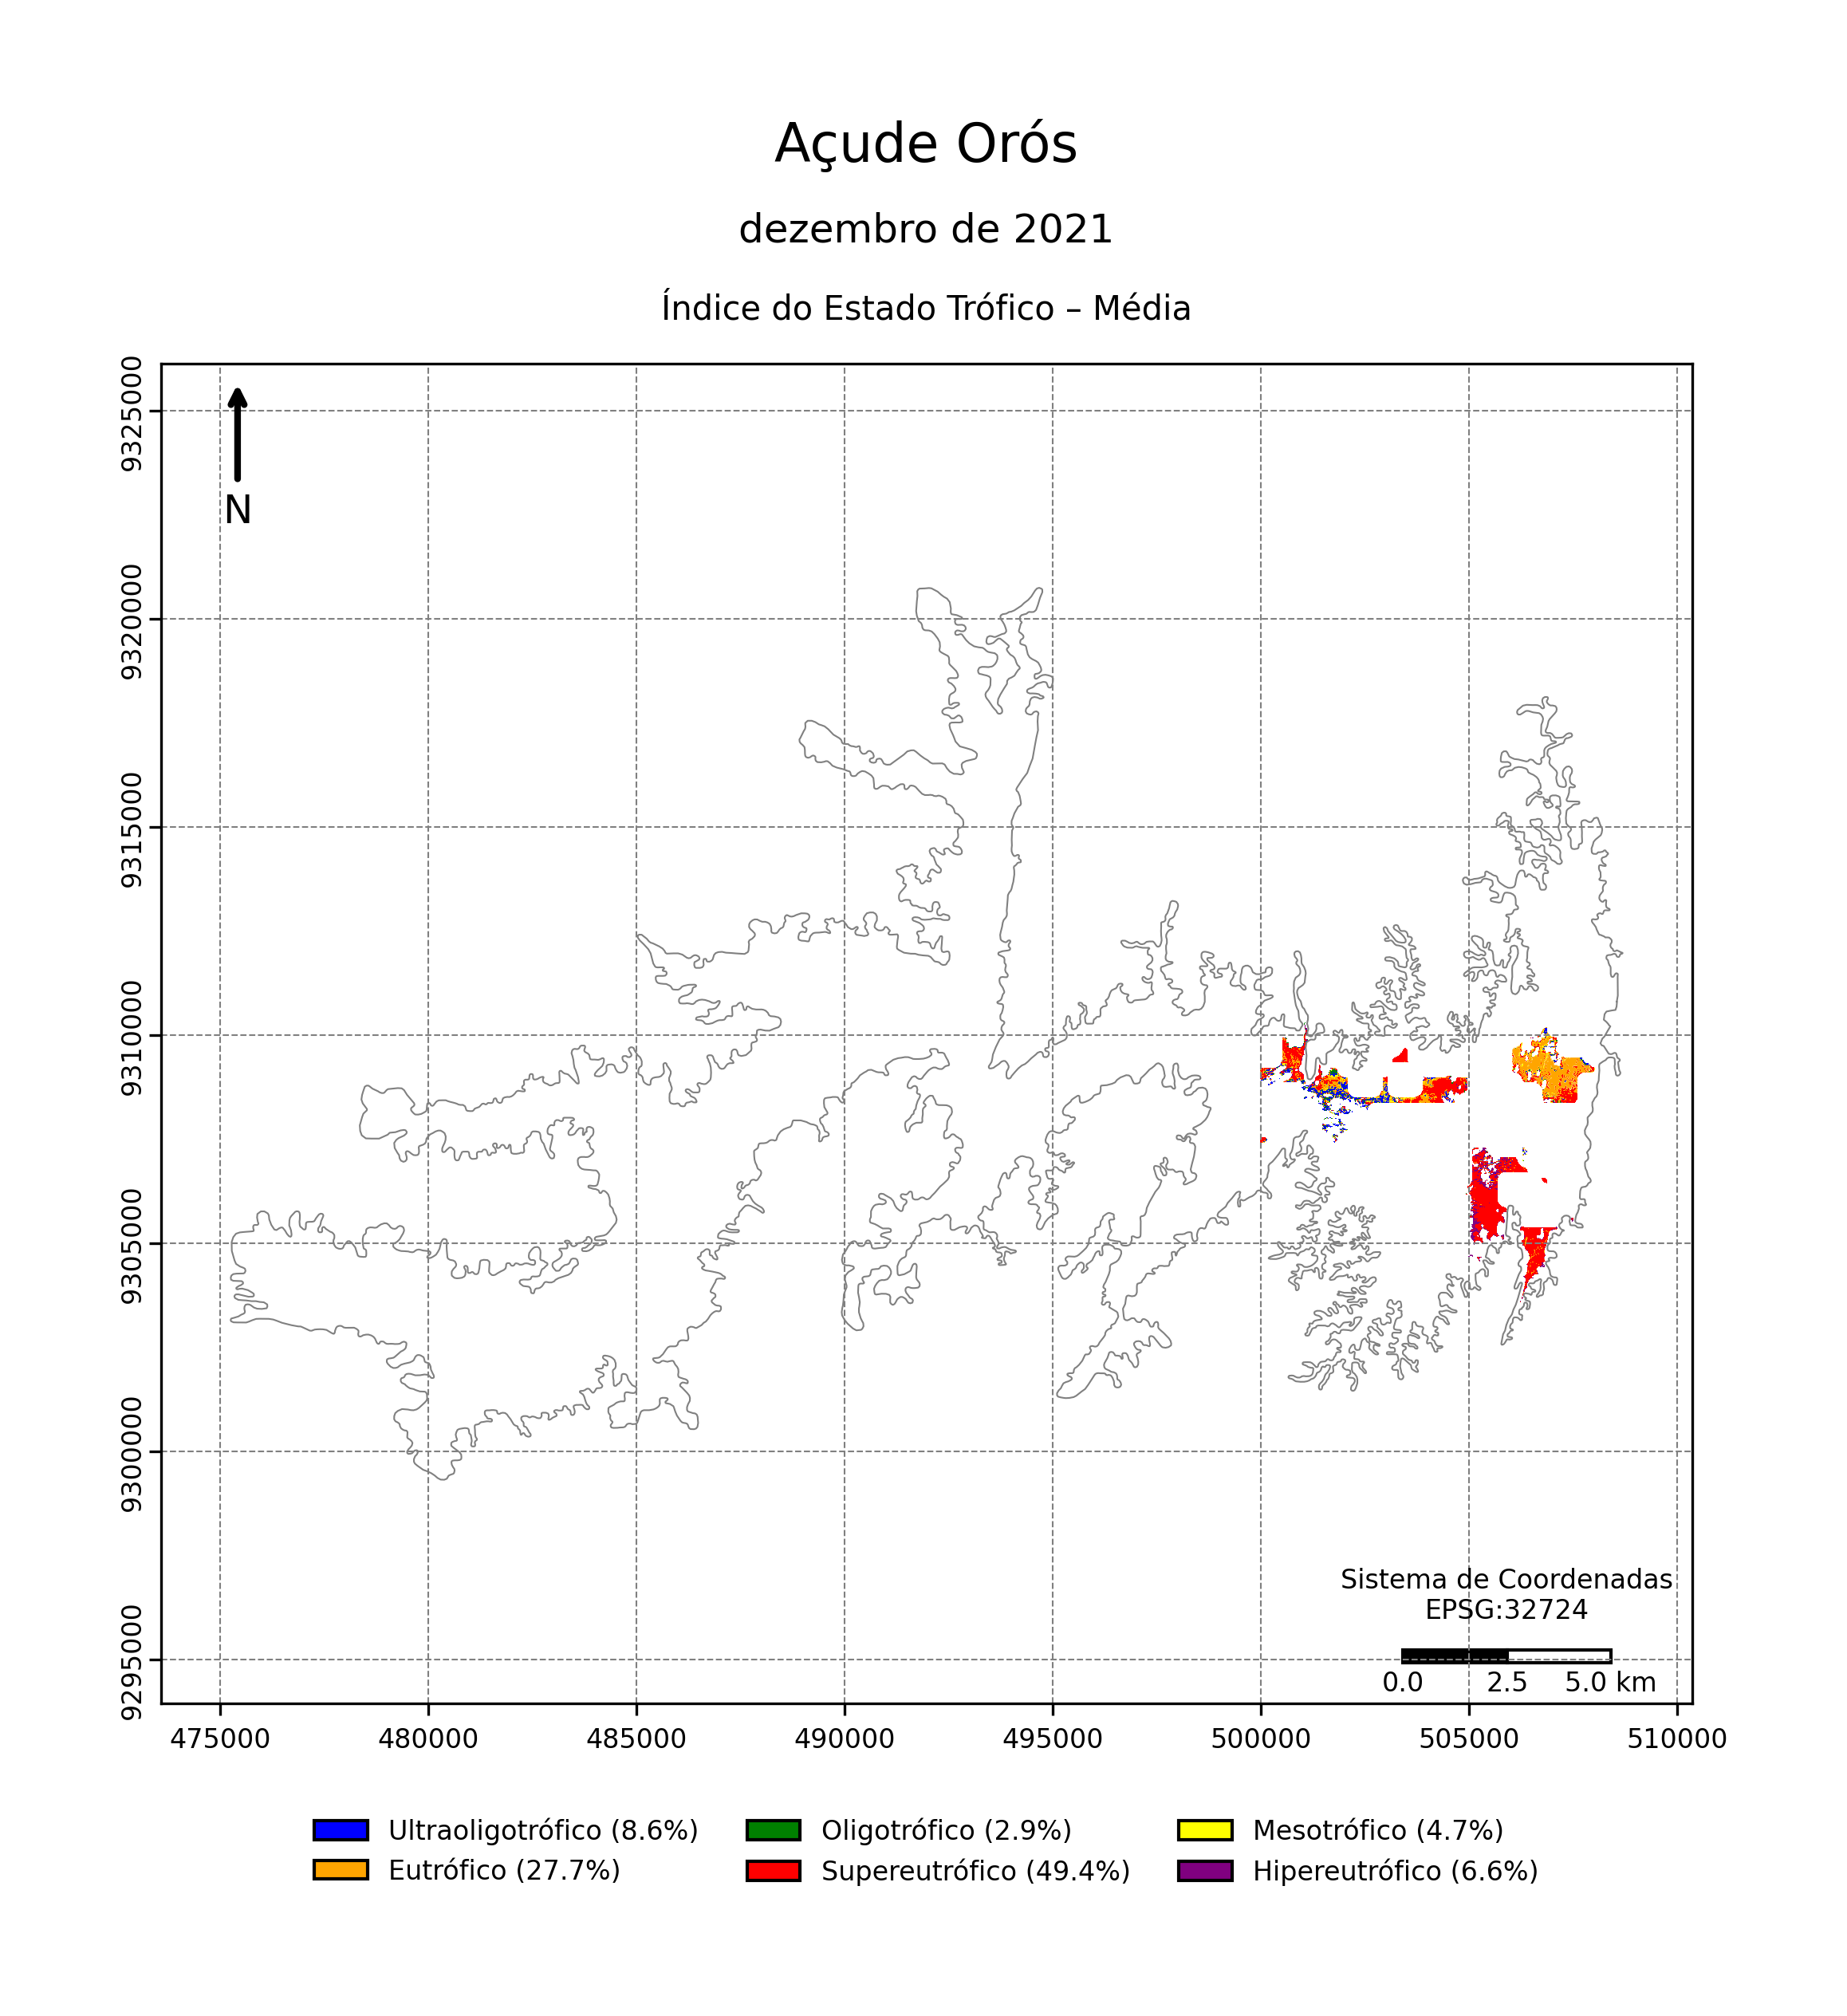 Açude Orós
dezembro de 2021
Índice do Estado Trófico – Média
9325000
9320000
9315000
9310000
9305000
9300000
9295000
N
Sistema de Coordenadas
EPSG:32724
0.0 2.5 5.0 km
475000 480000 485000 490000 495000 500000 505000 510000
Ultraoligotrófico (8.6%) Oligotrófico (2.9%) Mesotrófico (4.7%)
Eutrófico (27.7%) Supereutrófico (49.4%) Hipereutrófico (6.6%)